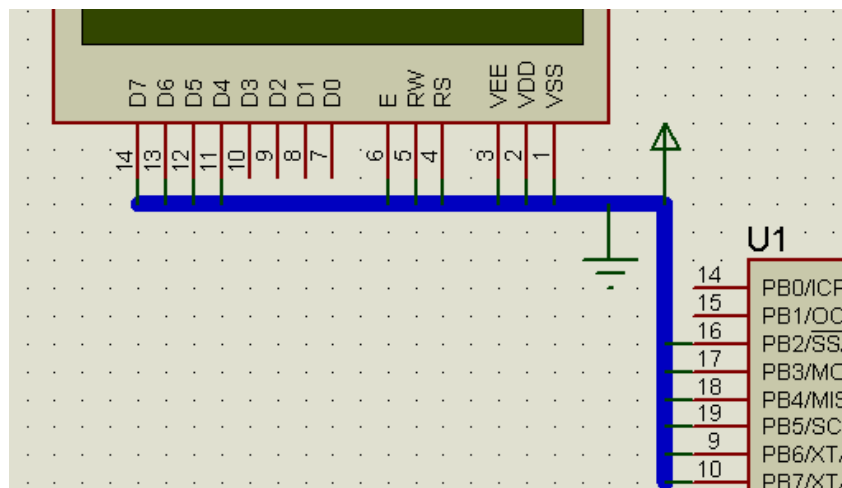 D7 D6 D5 D4 D3 D2 D1 D0 E RW RS VEE VDD VSS
14 13 12 11 10 9 8 7 6 5 4 3 2 1
U1
14 PB0/ICP
15 PB1/OC
16 PB2/SS/
17 PB3/MO
18 PB4/MIS
19 PB5/SC
9 PB6/XT
10 PB7/XT